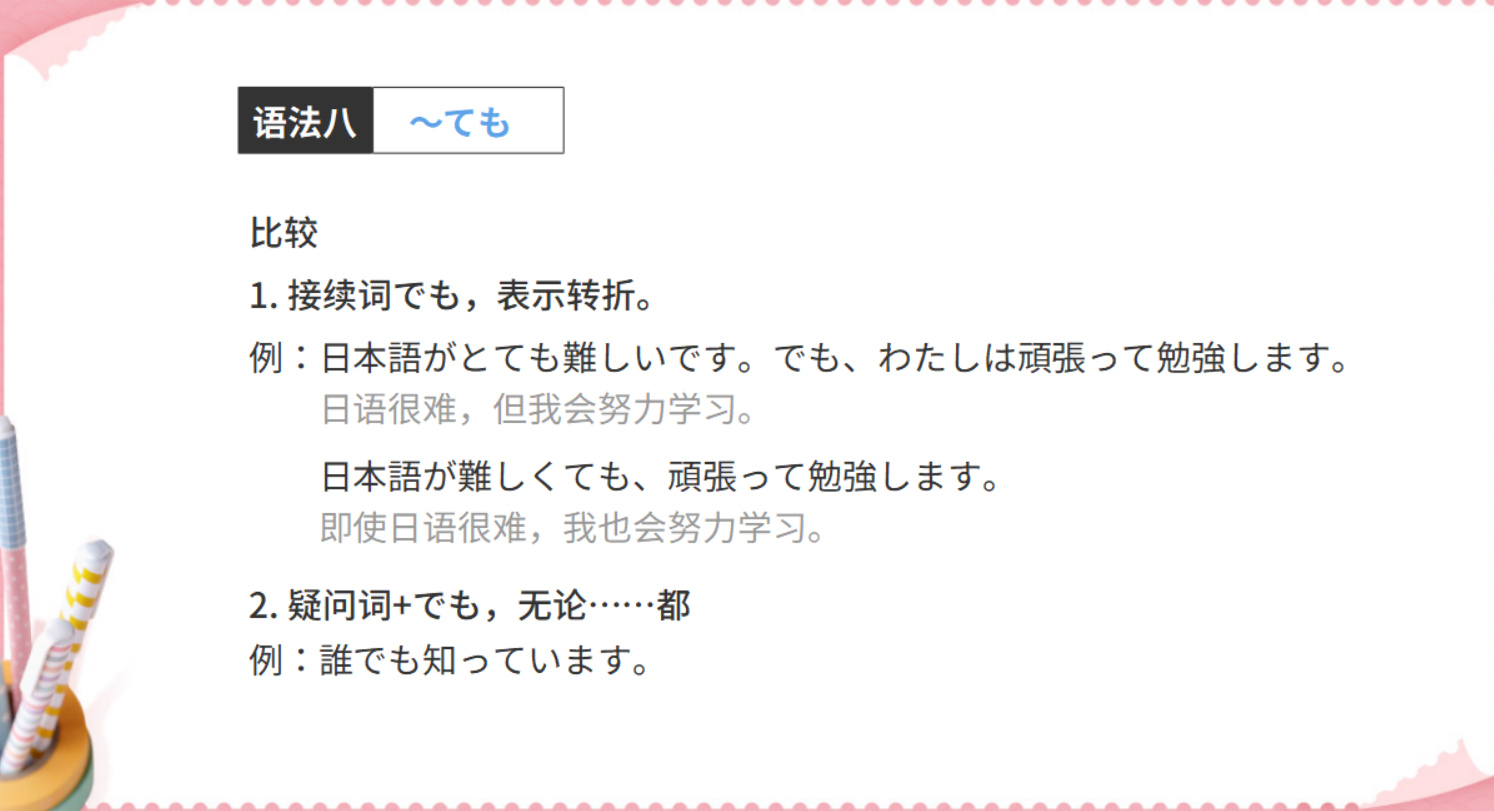 语法八 ～ても
比较
1. 接续词でも，表示转折。
例：日本語がとても難しいです。でも、わたしは頑張って勉強します。
日语很难，但我会努力学习。
日本語が難しくても、頑張って勉強します。
即使日语很难，我也会努力学习。
2. 疑问词+でも，无论……都
例：誰でも知っています。